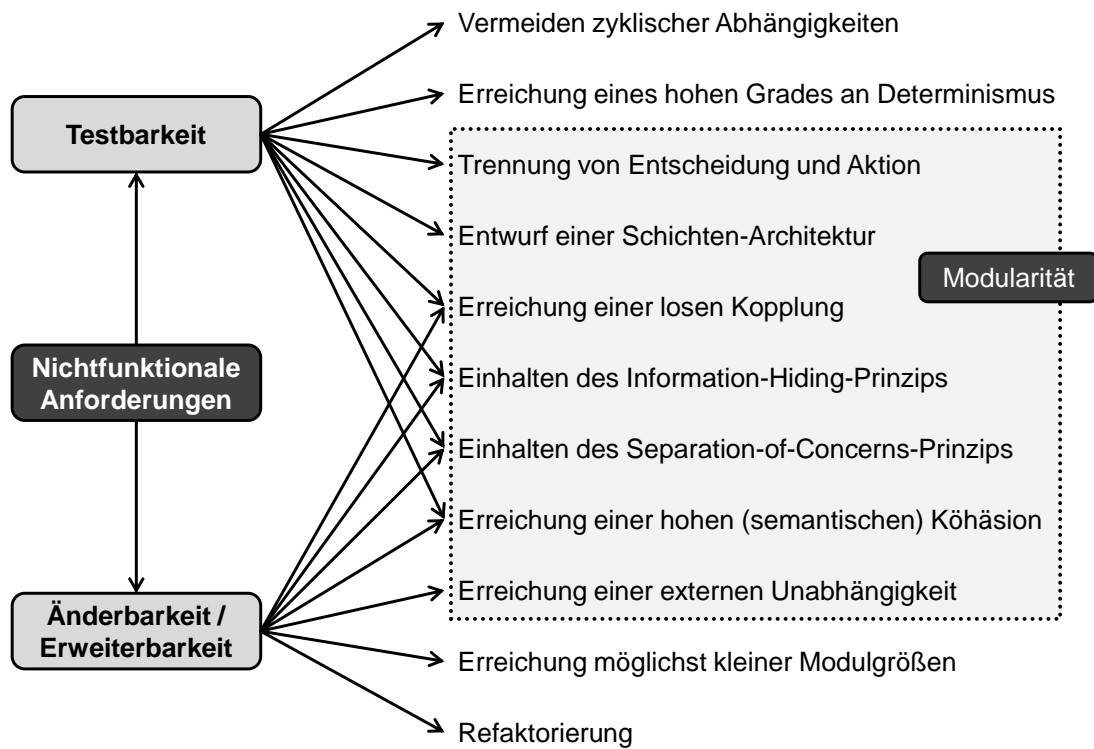 Vermeiden zyklischer Abhängigkeiten
Erreichung eines hohen Grades an Determinismus
Testbarkeit
Trennung von Entscheidung und Aktion
Entwurf einer Schichten-Architektur
Modularität
Erreichung einer losen Kopplung
Nichtfunktionale
Anforderungen
Einhalten des Information-Hiding-Prinzips
Einhalten des Separation-of-Concerns-Prinzips
Erreichung einer hohen (semantischen) Köhäsion
Erreichung einer externen Unabhängigkeit
Änderbarkeit /
Erweiterbarkeit
Erreichung möglichst kleiner Modulgrößen
Refaktorierung